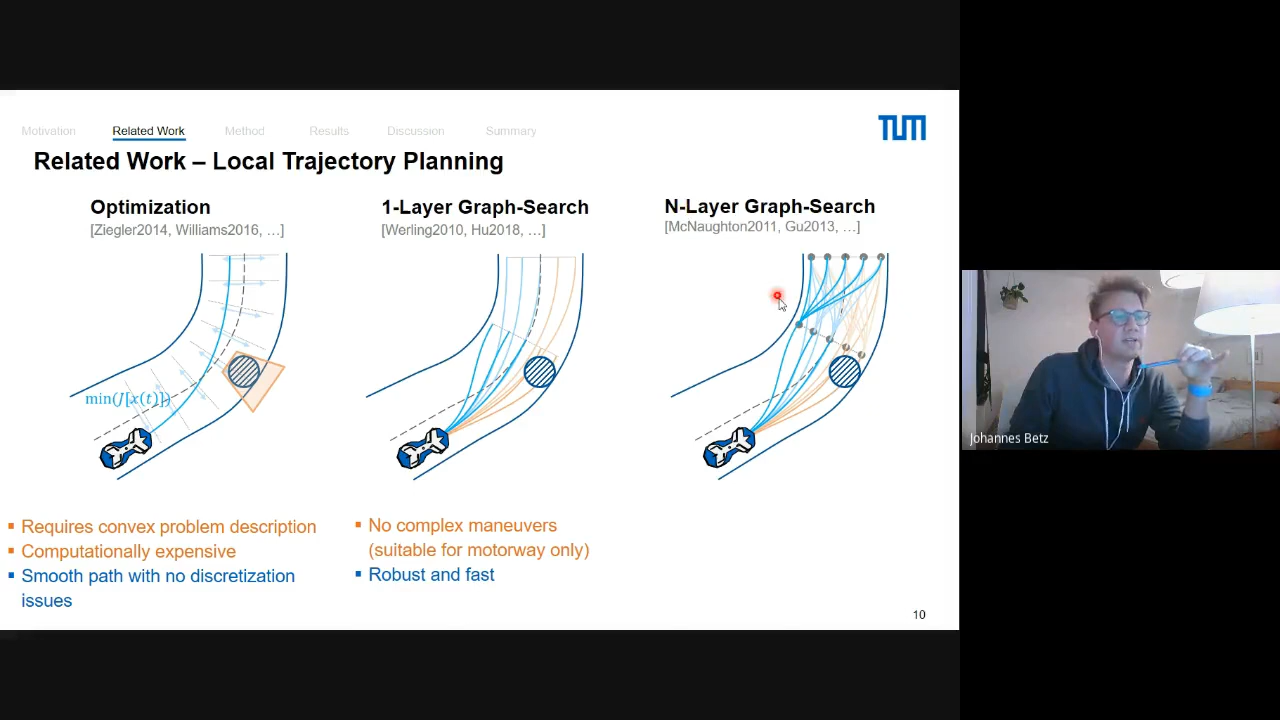 Motivation Related Work Method Results Discussion Summary
TUM
Related Work – Local Trajectory Planning
Optimization
[Ziegler2014, Williams2016, …]
min(J[x(t)])
▪ Requires convex problem description
▪ Computationally expensive
▪ Smooth path with no discretization
issues
1-Layer Graph-Search
[Werling2010, Hu2018, …]
▪ No complex maneuvers
(suitable for motorway only)
▪ Robust and fast
N-Layer Graph-Search
[McNaughton2011, Gu2013, …]
10
Johannes Betz